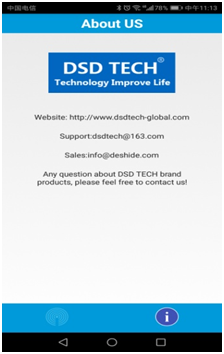 中国电信 78% 中午11:13
About US
DSD TECH®
Technology Improve Life
Website: http://www.dsdtech-global.com
Support:dsdtech@163.com
Sales:info@deshide.com
Any question about DSD TECH brand
products, please feel free to contact us!